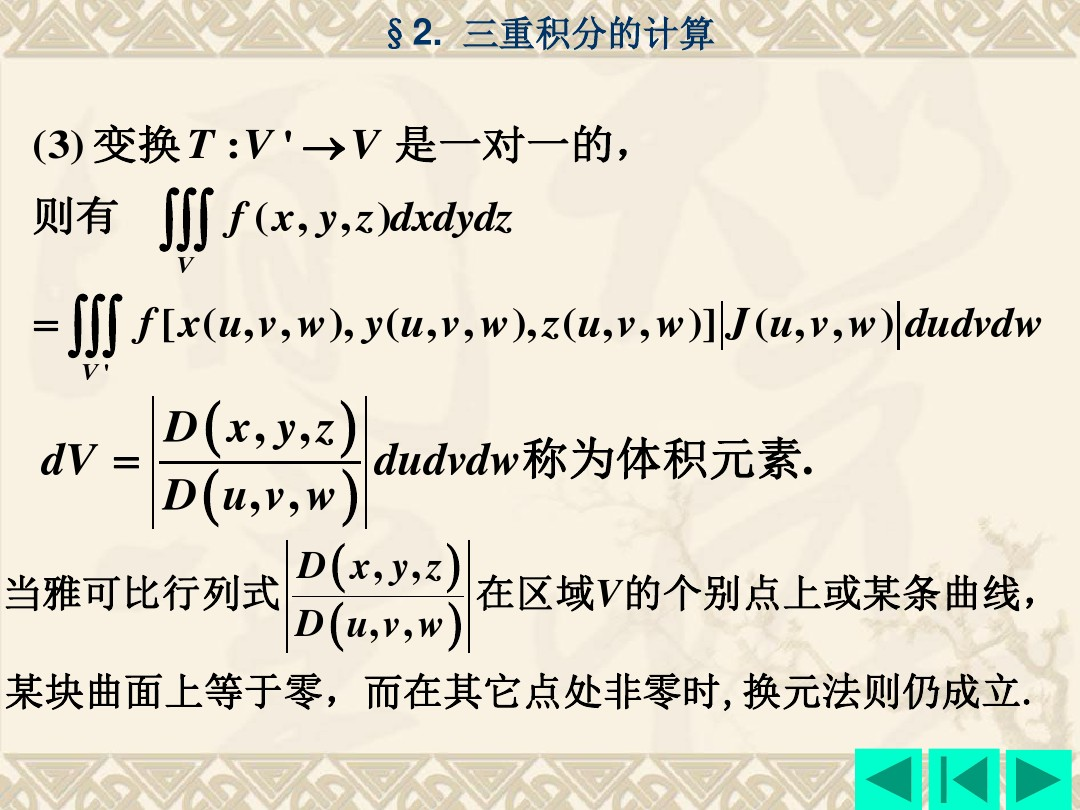 §2. 三重积分的计算
(3) 变换 T : V ' → V 是一对一的，
则有 ∭_V f (x, y, z)dxdydz
= ∭_V' f [x(u,v,w), y(u,v,w), z(u,v,w)] |J(u,v,w)| dudvdw
dV = |D(x, y, z) / D(u,v,w)| dudvdw称为体积元素.
当雅可比行列式 |D(x, y, z) / D(u,v,w)| 在区域V的个别点上或某条曲线，
某块曲面上等于零，而在其它点处非零时,换元法则仍成立.